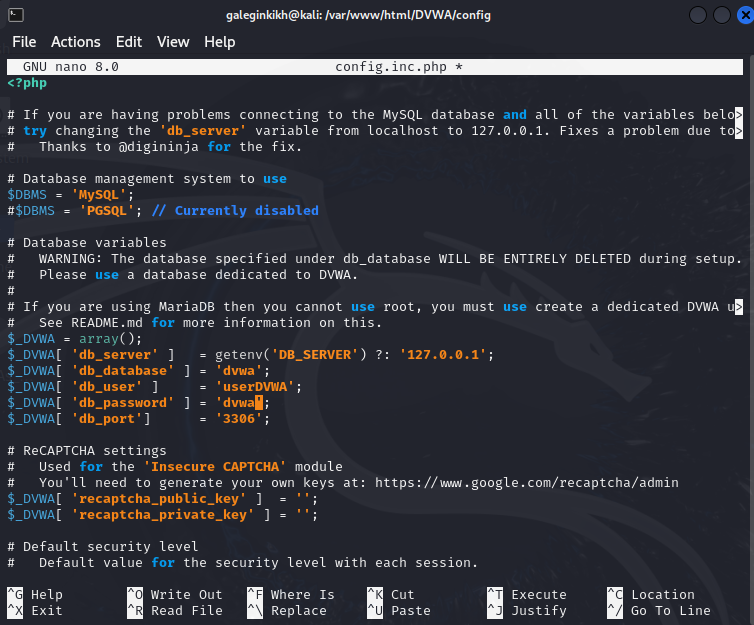 galeginkikh@kali: /var/www/html/DVWA/config
File Actions Edit View Help
GNU nano 8.0 config.inc.php *
<?php
# If you are having problems connecting to the MySQL database and all of the variables belo>
# try changing the 'db_server' variable from localhost to 127.0.0.1. Fixes a problem due to>
#   Thanks to @digininja for the fix.
# Database management system to use
$DBMS = 'MySQL';
#$DBMS = 'PGSQL'; // Currently disabled
# Database variables
#   WARNING: The database specified under db_database WILL BE ENTIRELY DELETED during setup.
#   Please use a database dedicated to DVWA.
#
# If you are using MariaDB then you cannot use root, you must use create a dedicated DVWA u>
#   See README.md for more information on this.
$_DVWA = array();
$_DVWA[ 'db_server' ]   = getenv('DB_SERVER') ?: '127.0.0.1';
$_DVWA[ 'db_database' ] = 'dvwa';
$_DVWA[ 'db_user' ]     = 'userDVWA';
$_DVWA[ 'db_password' ] = 'dvwa';
$_DVWA[ 'db_port']      = '3306';
# ReCAPTCHA settings
#   Used for the 'Insecure CAPTCHA' module
#   You'll need to generate your own keys at: https://www.google.com/recaptcha/admin
$_DVWA[ 'recaptcha_public_key' ]  = '';
$_DVWA[ 'recaptcha_private_key' ] = '';
# Default security level
#   Default value for the security level with each session.
^G Help ^O Write Out ^F Where Is ^K Cut ^T Execute ^C Location
^X Exit ^R Read File ^\ Replace ^U Paste ^J Justify ^/ Go To Line